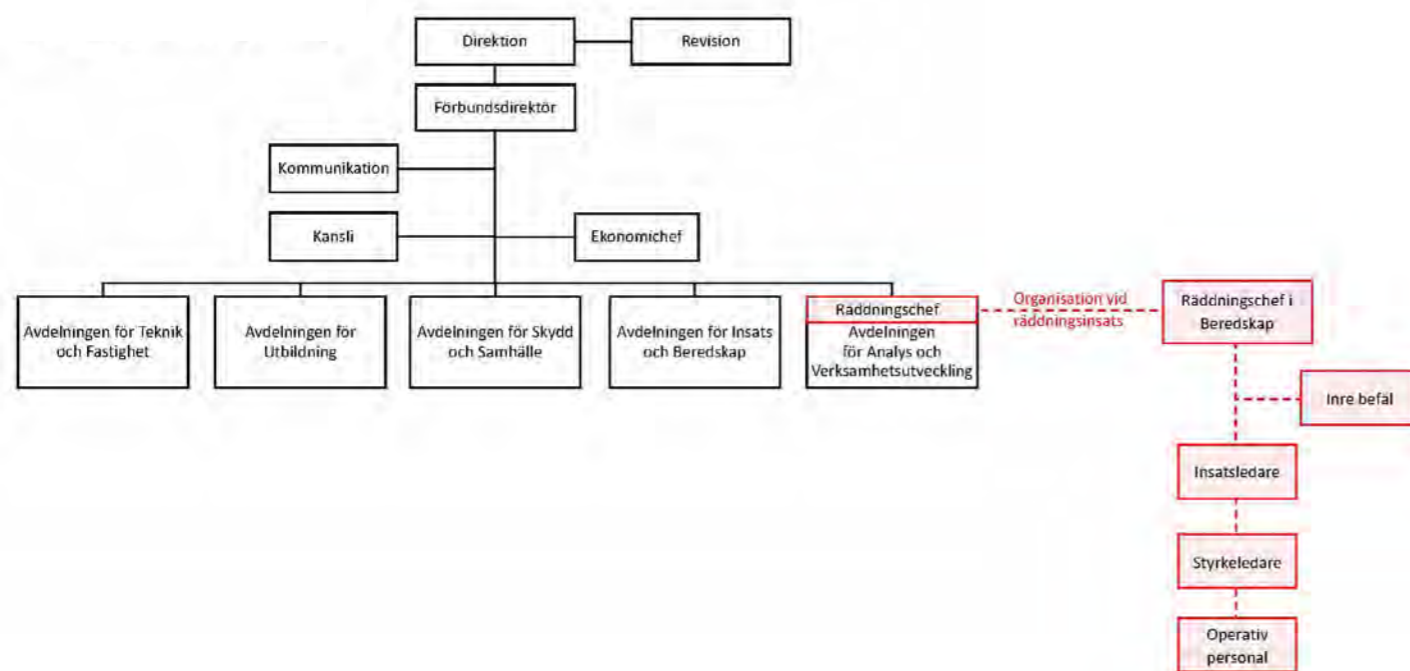 Direktion
Revision
Förbundsdirektör
Kommunikation
Kansli
Ekonomichef
Avdelningen för Teknik
och Fastighet
Avdelningen för
Utbildning
Avdelningen för Skydd
och Samhälle
Avdelningen för Insats
och Beredskap
Räddningschef
Avdelningen
för Analys och
Verksamhetsutveckling
Organisation vid
räddningsinsats
Räddningschef i
Beredskap
Inre befäl
Insatsledare
Styrkeledare
Operativ
personal